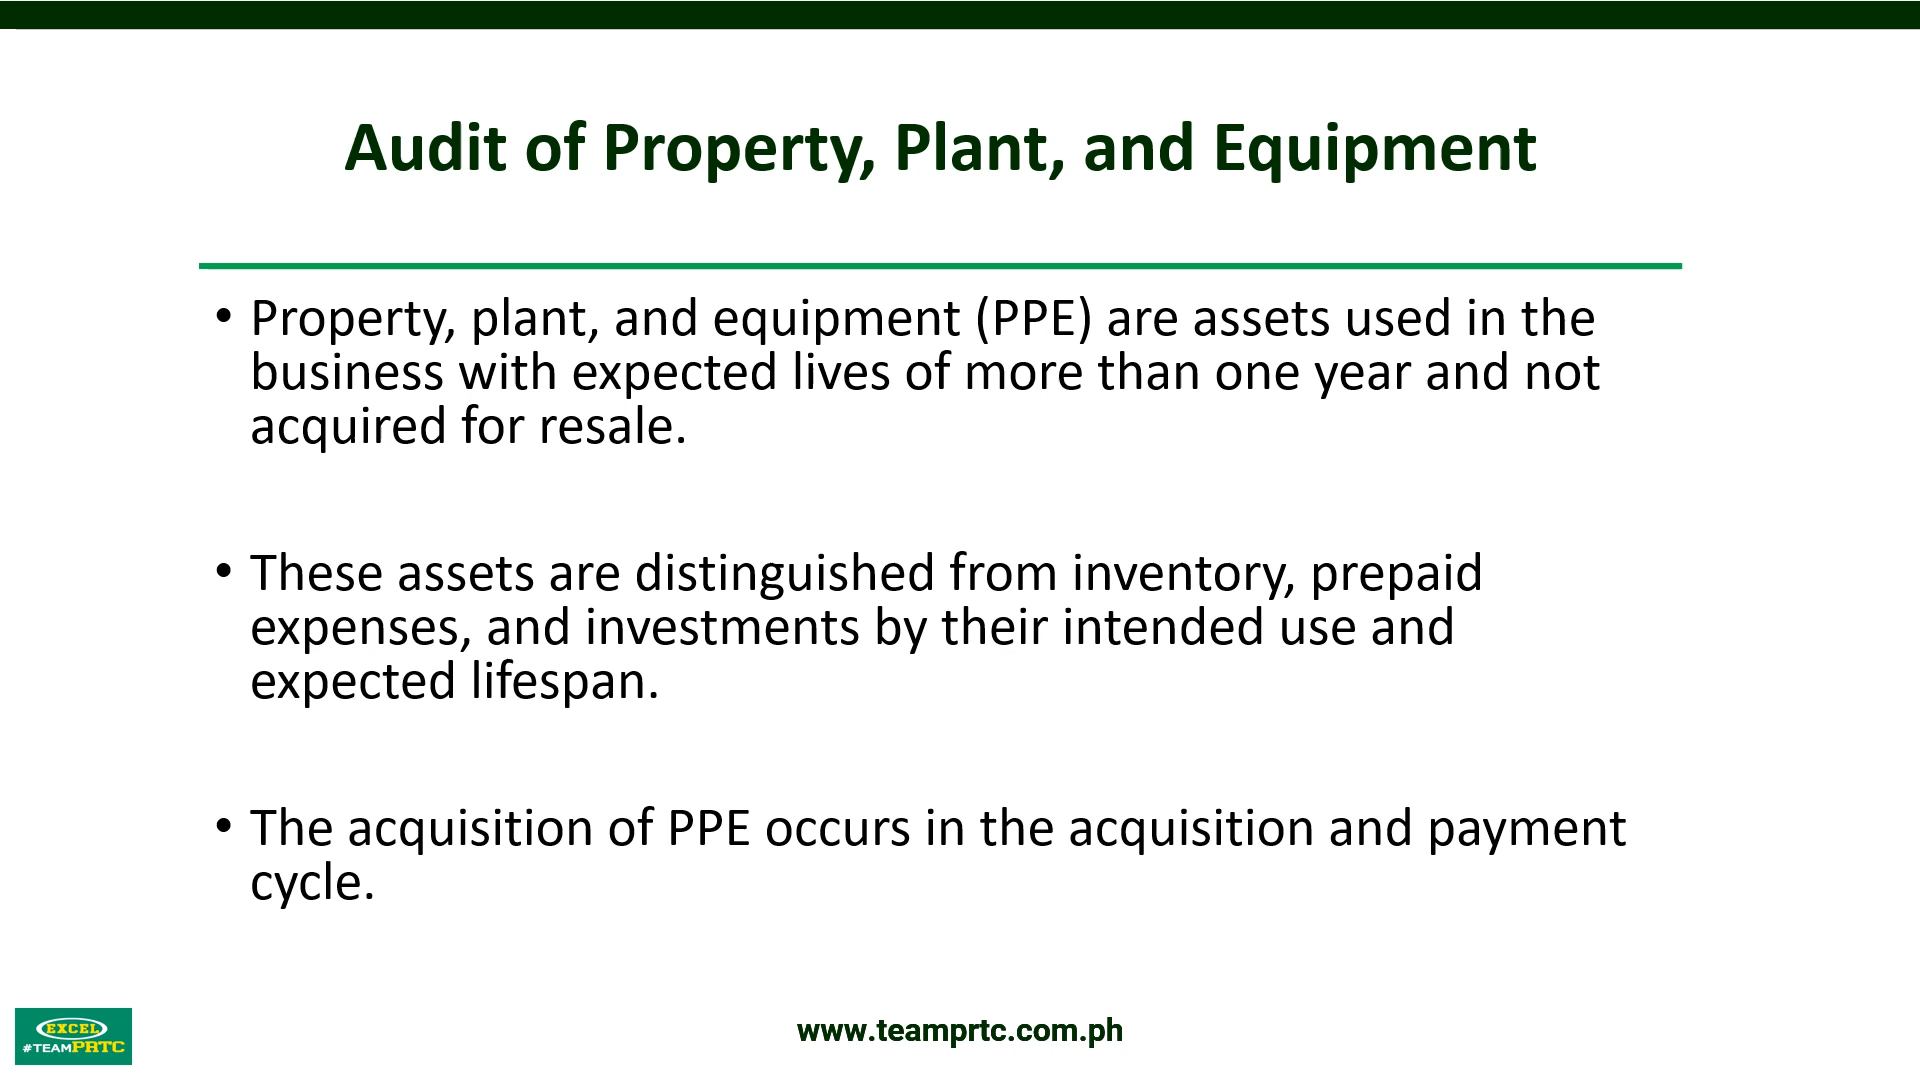 Audit of Property, Plant, and Equipment
• Property, plant, and equipment (PPE) are assets used in the
business with expected lives of more than one year and not
acquired for resale.
• These assets are distinguished from inventory, prepaid
expenses, and investments by their intended use and
expected lifespan.
• The acquisition of PPE occurs in the acquisition and payment
cycle.
EXCEL
#TEAMPRTC
www.teamprtc.com.ph